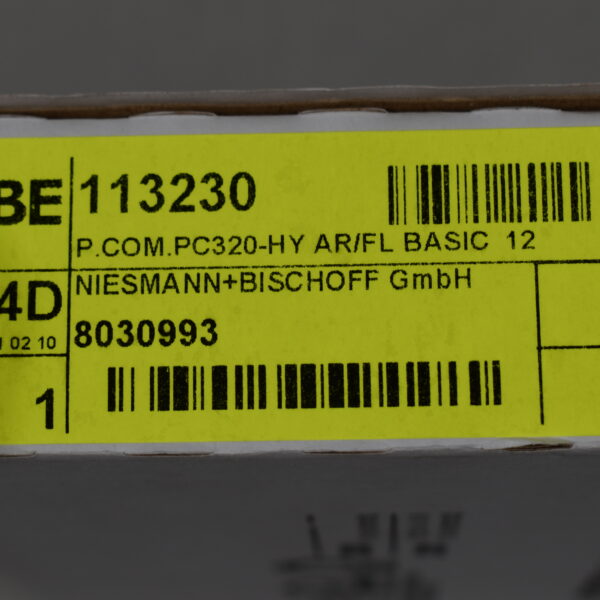 BE 113230
P.COM.PC320-HY AR/FL BASIC 12
4D NIESMANN+BISCHOFF GmbH
02 10 8030993
1